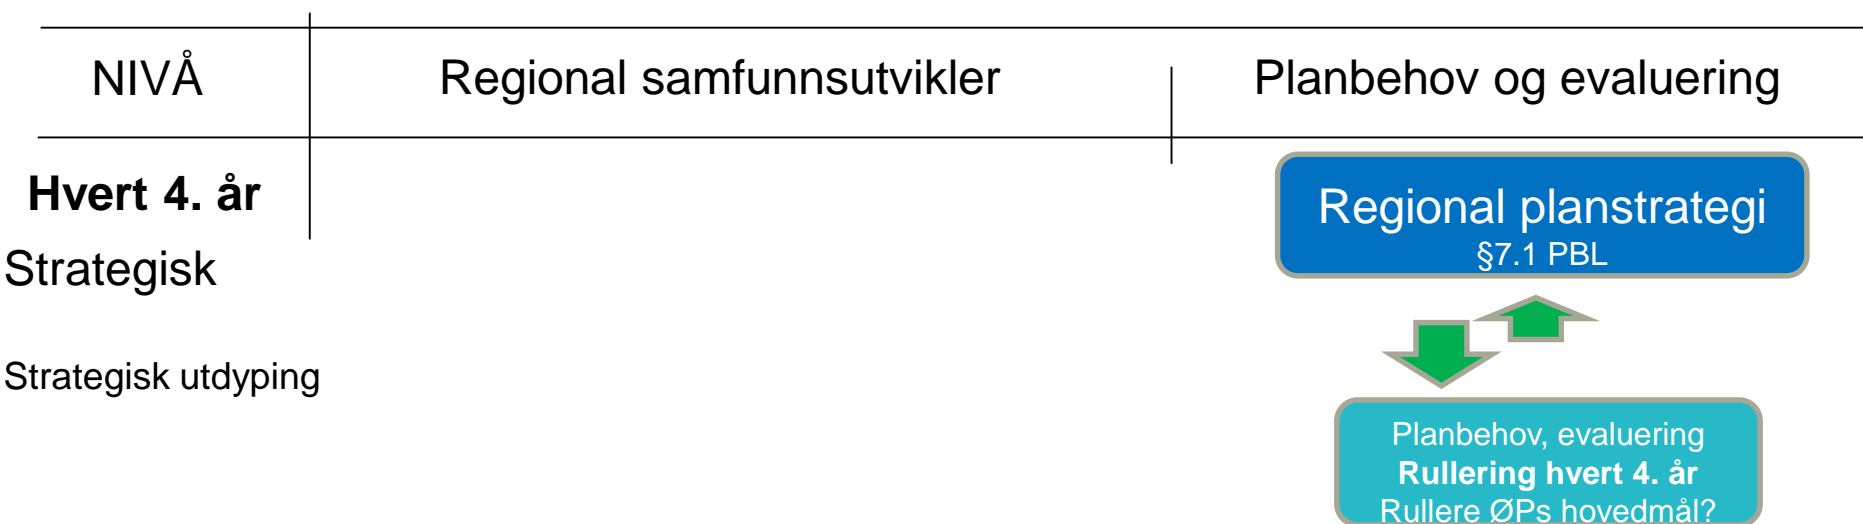 NIVÅ
Regional samfunnsutvikler
Planbehov og evaluering
Hvert 4. år
Strategisk
Strategisk utdyping
Regional planstrategi
§7.1 PBL
Planbehov, evaluering
Rullering hvert 4. år
Rullere ØPs hovedmål?